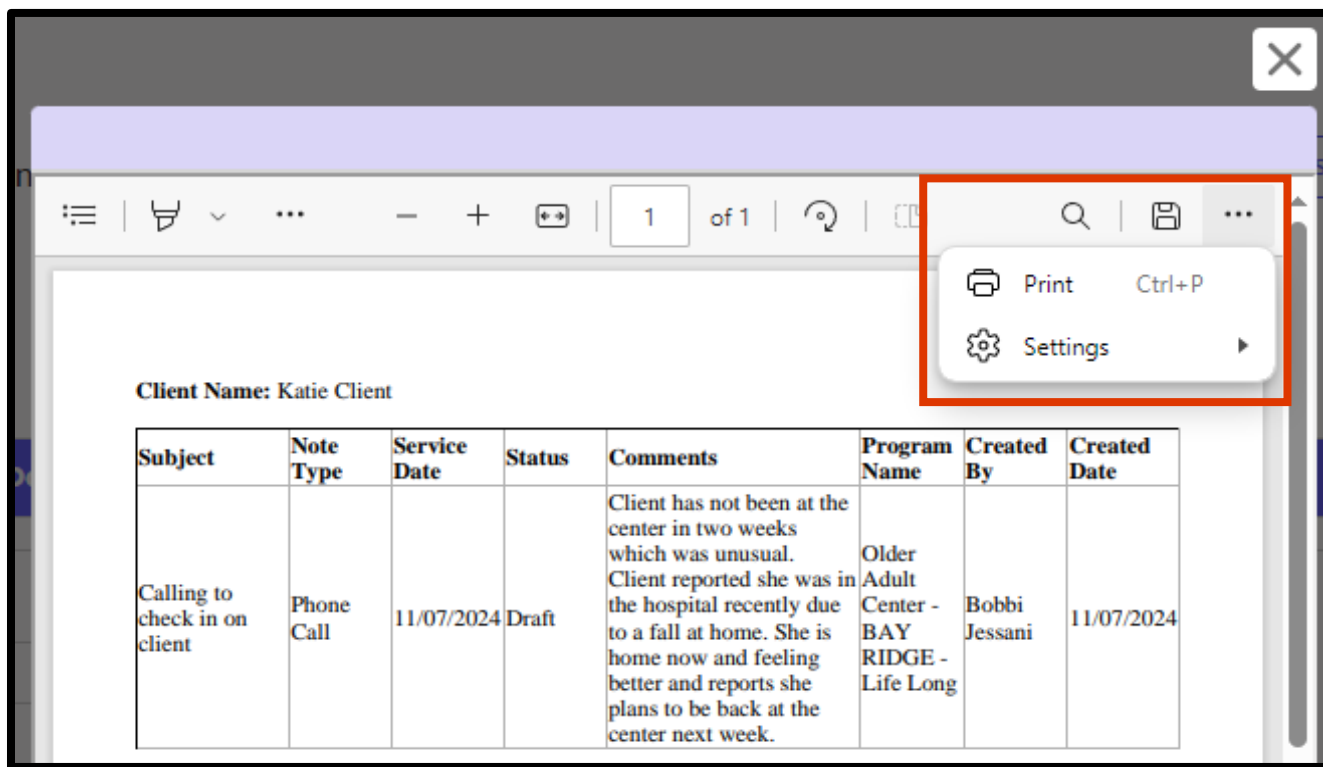 1 of 1
Print Ctrl+P
Settings
Client Name: Katie Client
Subject
Note
Type
Service
Date
Status
Comments
Program
Name
Created
By
Created
Date
Calling to
check in on
client
Phone
Call
11/07/2024
Draft
Client has not been at the
center in two weeks
which was unusual.
Client reported she was in
the hospital recently due
to a fall at home. She is
home now and feeling
better and reports she
plans to be back at the
center next week.
Older
Adult
Center -
BAY
RIDGE -
Life Long
Bobbi
Jessani
11/07/2024